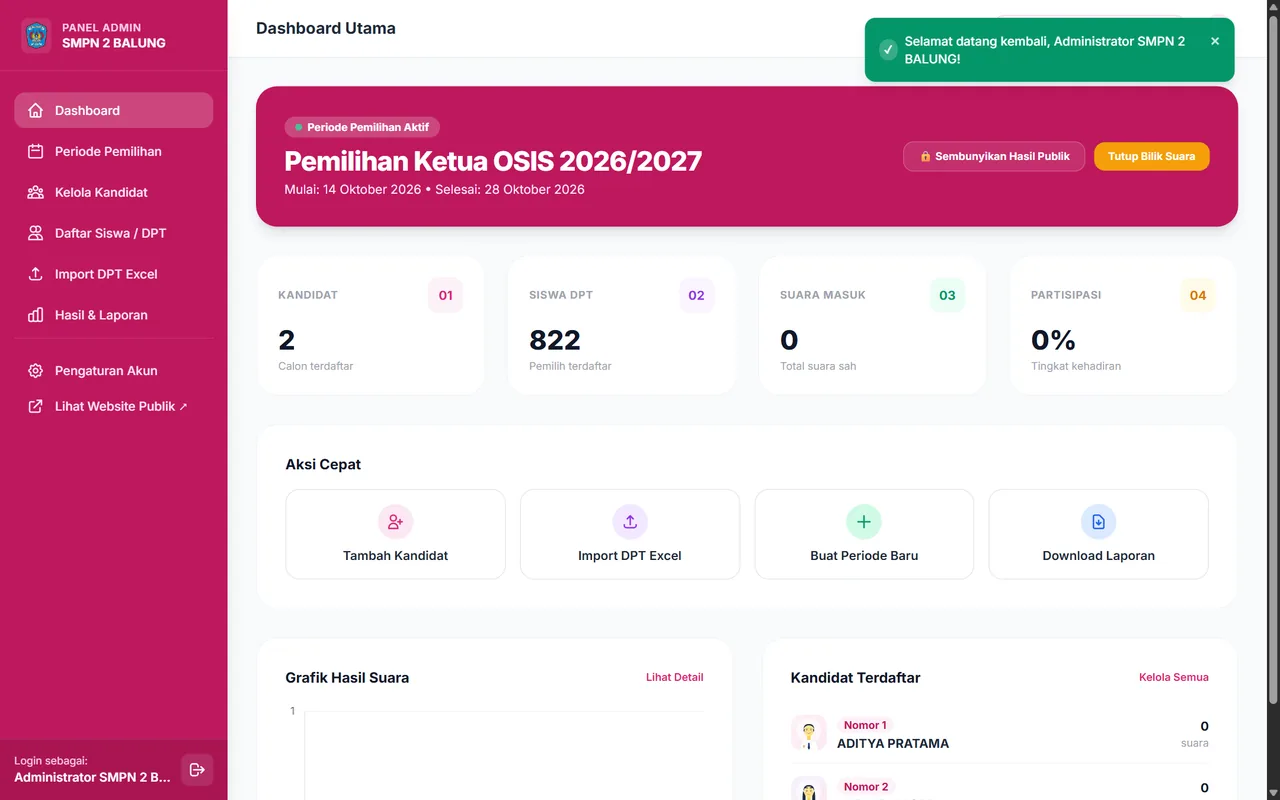 PANEL ADMIN
SMPN 2 BALUNG
Dashboard
Periode Pemilihan
Kelola Kandidat
Daftar Siswa / DPT
Import DPT Excel
Hasil & Laporan
Pengaturan Akun
Lihat Website Publik ↗
Login sebagai:
Administrator SMPN 2 B...
Dashboard Utama
Selamat datang kembali, Administrator SMPN 2
BALUNG!
Periode Pemilihan Aktif
Pemilihan Ketua OSIS 2026/2027
Mulai: 14 Oktober 2026 • Selesai: 28 Oktober 2026
Sembunyikan Hasil Publik
Tutup Bilik Suara
KANDIDAT
01
2
Calon terdaftar
SISWA DPT
02
822
Pemilih terdaftar
SUARA MASUK
03
0
Total suara sah
PARTISIPASI
04
0%
Tingkat kehadiran
Aksi Cepat
Tambah Kandidat
Import DPT Excel
Buat Periode Baru
Download Laporan
Grafik Hasil Suara
Lihat Detail
1
Kandidat Terdaftar
Kelola Semua
Nomor 1
ADITYA PRATAMA
0
suara
Nomor 2
0